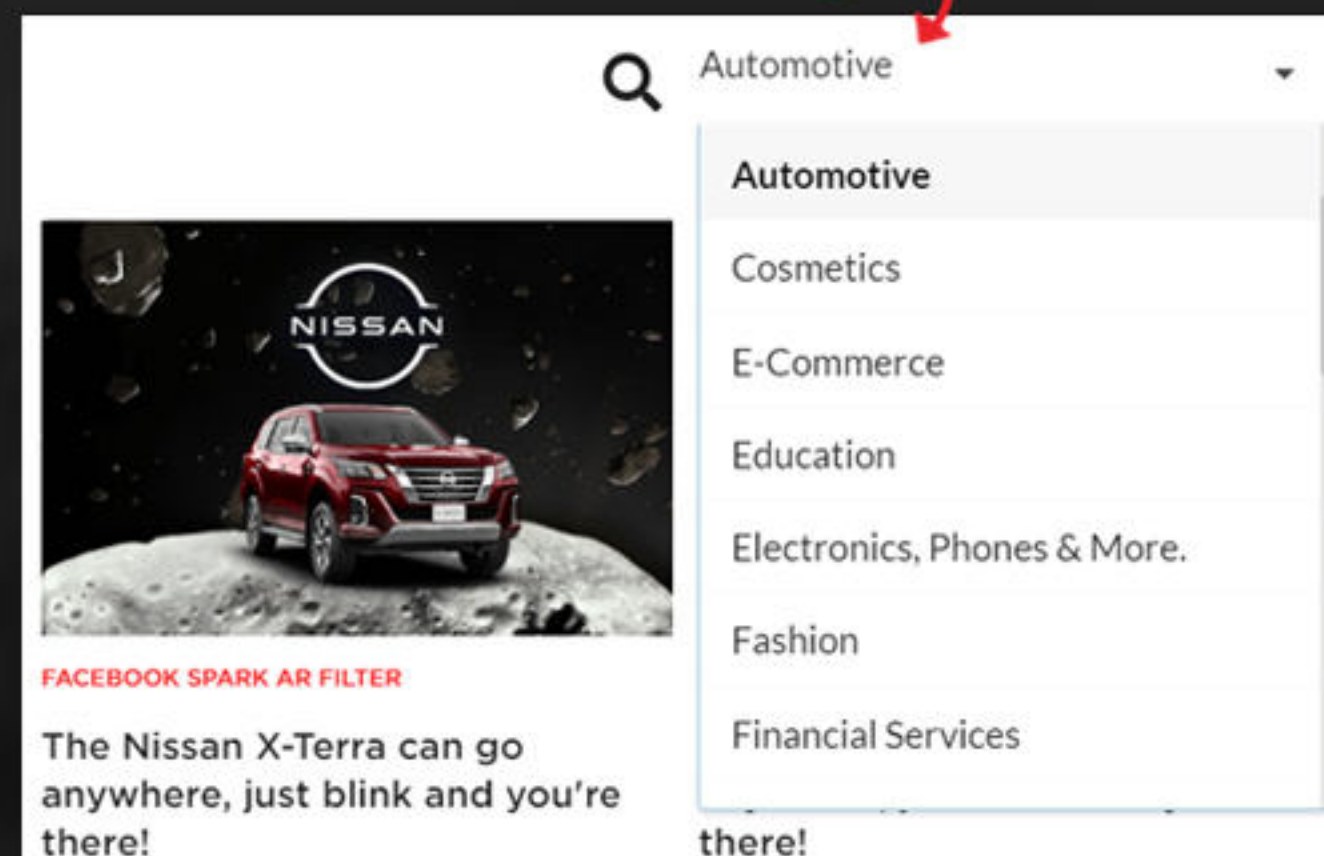 Automotive
Automotive
Cosmetics
E-Commerce
Education
Electronics, Phones & More.
Fashion
Financial Services
NISSAN
FACEBOOK SPARK AR FILTER
The Nissan X-Terra can go
anywhere, just blink and you're
there!
there!